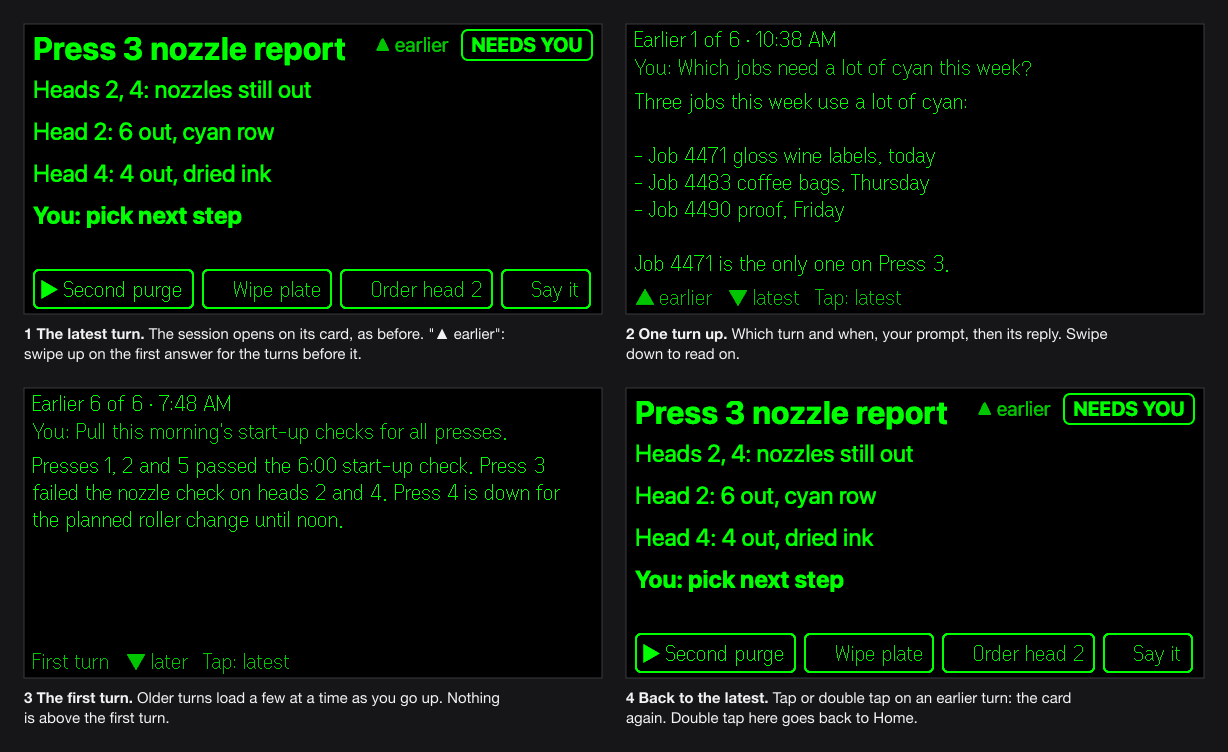 Press 3 nozzle report ▲ earlier NEEDS YOU
Heads 2, 4: nozzles still out
Head 2: 6 out, cyan row
Head 4: 4 out, dried ink
You: pick next step
▶ Second purge Wipe plate Order head 2 Say it
1 The latest turn. The session opens on its card, as before. "▲ earlier":
swipe up on the first answer for the turns before it.
Earlier 1 of 6 · 10:38 AM
You: Which jobs need a lot of cyan this week?
Three jobs this week use a lot of cyan:
- Job 4471 gloss wine labels, today
- Job 4483 coffee bags, Thursday
- Job 4490 proof, Friday
Job 4471 is the only one on Press 3.
▲ earlier ▼ latest Tap: latest
2 One turn up. Which turn and when, your prompt, then its reply. Swipe
down to read on.
Earlier 6 of 6 · 7:48 AM
You: Pull this morning's start-up checks for all presses.
Presses 1, 2 and 5 passed the 6:00 start-up check. Press 3
failed the nozzle check on heads 2 and 4. Press 4 is down for
the planned roller change until noon.
First turn ▼ later Tap: latest
3 The first turn. Older turns load a few at a time as you go up. Nothing
is above the first turn.
Press 3 nozzle report ▲ earlier NEEDS YOU
Heads 2, 4: nozzles still out
Head 2: 6 out, cyan row
Head 4: 4 out, dried ink
You: pick next step
▶ Second purge Wipe plate Order head 2 Say it
4 Back to the latest. Tap or double tap on an earlier turn: the card
again. Double tap here goes back to Home.